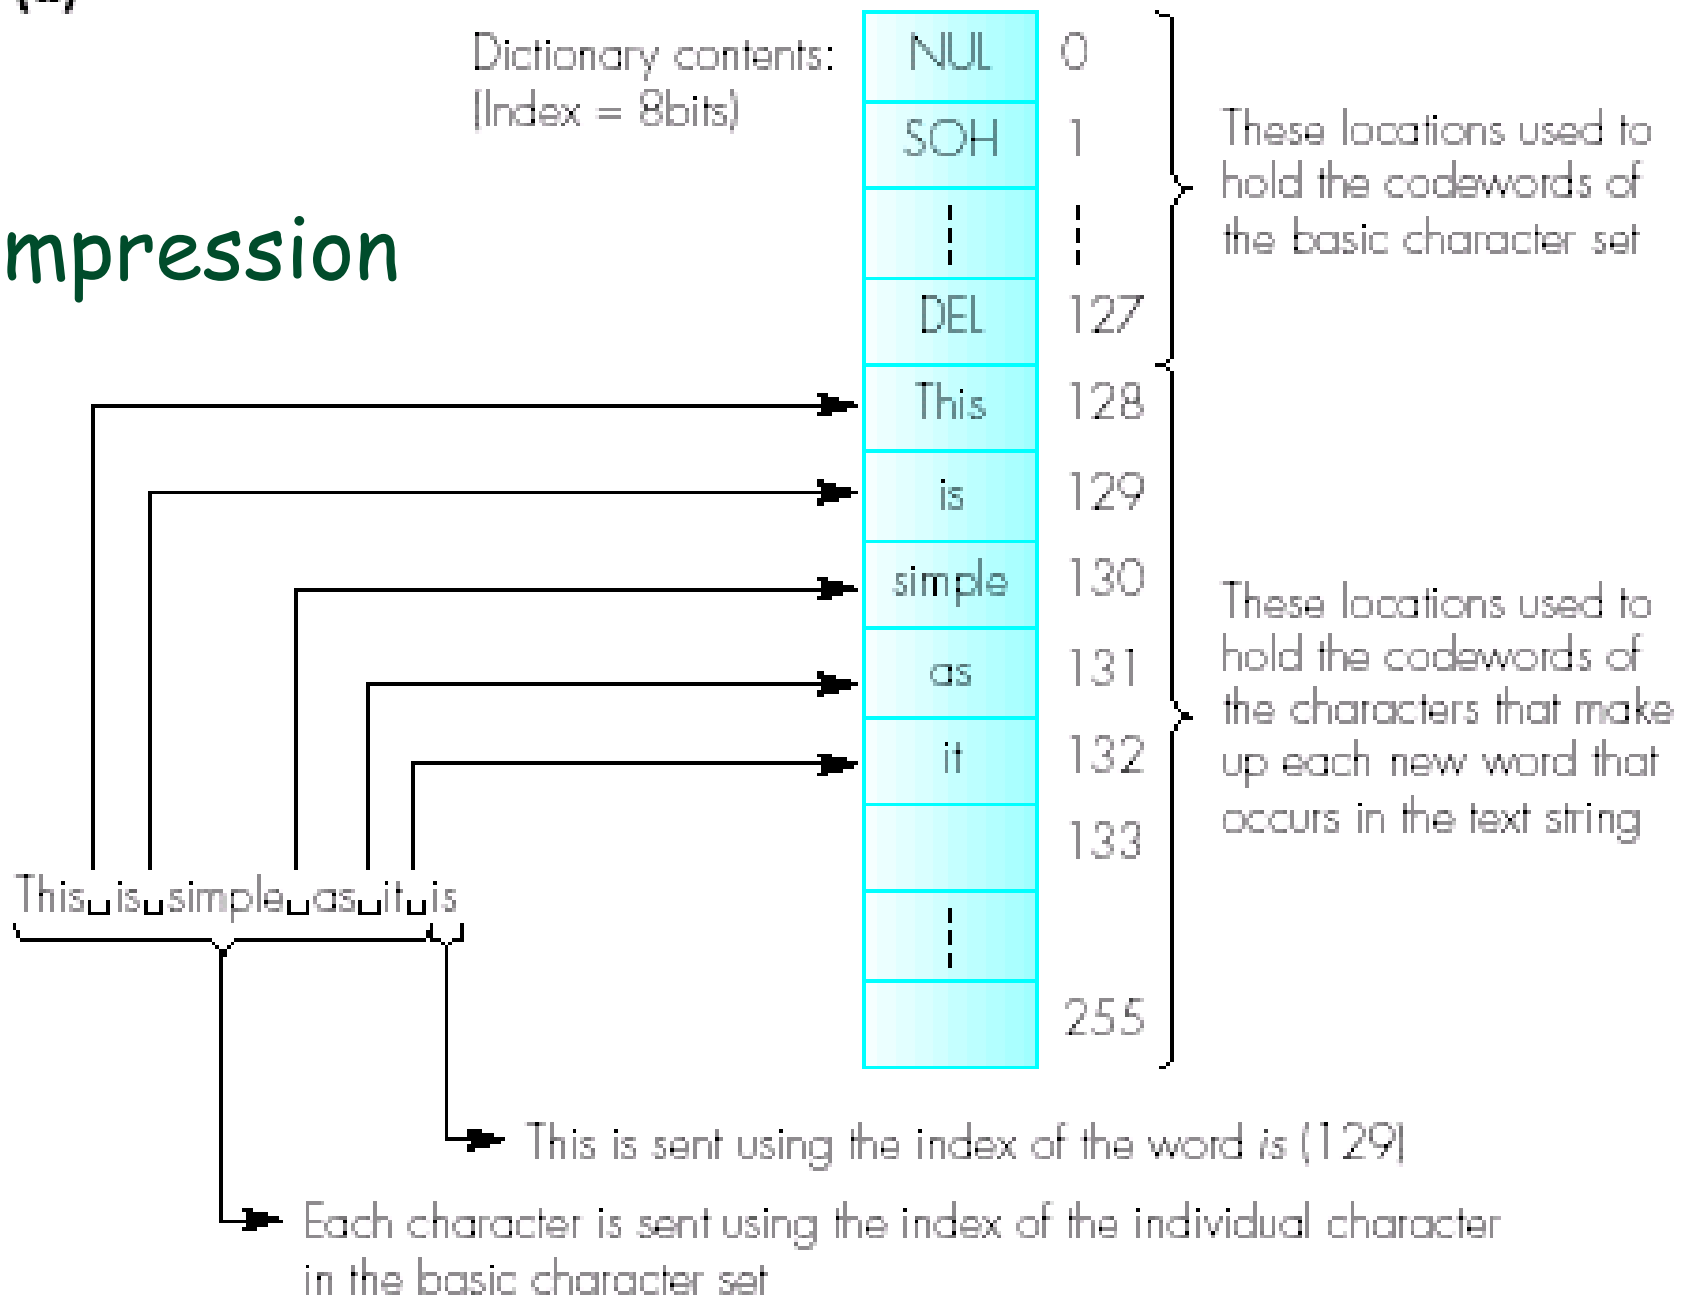 (a)
Dictionary contents:
(Index = 8bits)
mpression
NUL 0
SOH 1
DEL 127
This 128
is 129
simple 130
as 131
it 132
133
255
These locations used to
hold the codewords of
the basic character set
These locations used to
hold the codewords of
the characters that make
up each new word that
occurs in the text string
This␣is␣simple␣as␣it␣is
This is sent using the index of the word is (129)
Each character is sent using the index of the individual character
in the basic character set